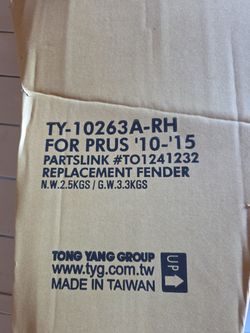 TY-10263A-RH
FOR PRUS '10-'15
PARTSLINK #TO1241232
REPLACEMENT FENDER
N.W.2.5KGS / G.W.3.3KGS
TONG YANG GROUP
www.tyg.com.tw
MADE IN TAIWAN
UP